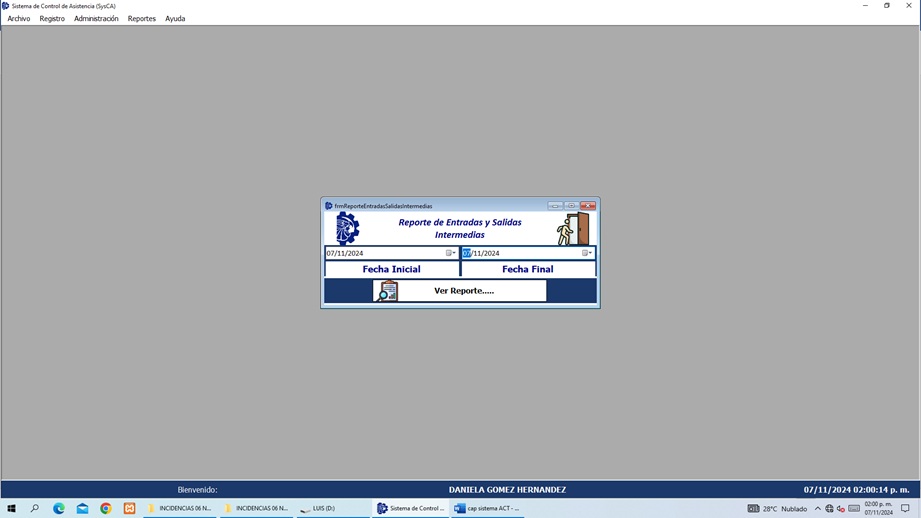 Sistema de Control de Asistencia (SysCA)
Archivo Registro Administración Reportes Ayuda
frmReporteEntradasSalidasIntermedias
Reporte de Entradas y Salidas
Intermedias
07/11/2024 07/11/2024
Fecha Inicial Fecha Final
Ver Reporte.....
Bienvenido: DANIELA GOMEZ HERNANDEZ 07/11/2024 02:00:14 p. m.
INCIDENCIAS 06 N... INCIDENCIAS 06 N... LUIS (D:) Sistema de Control ... cap sistema ACT - ... 28°C Nublado 02:00 p. m.
07/11/2024